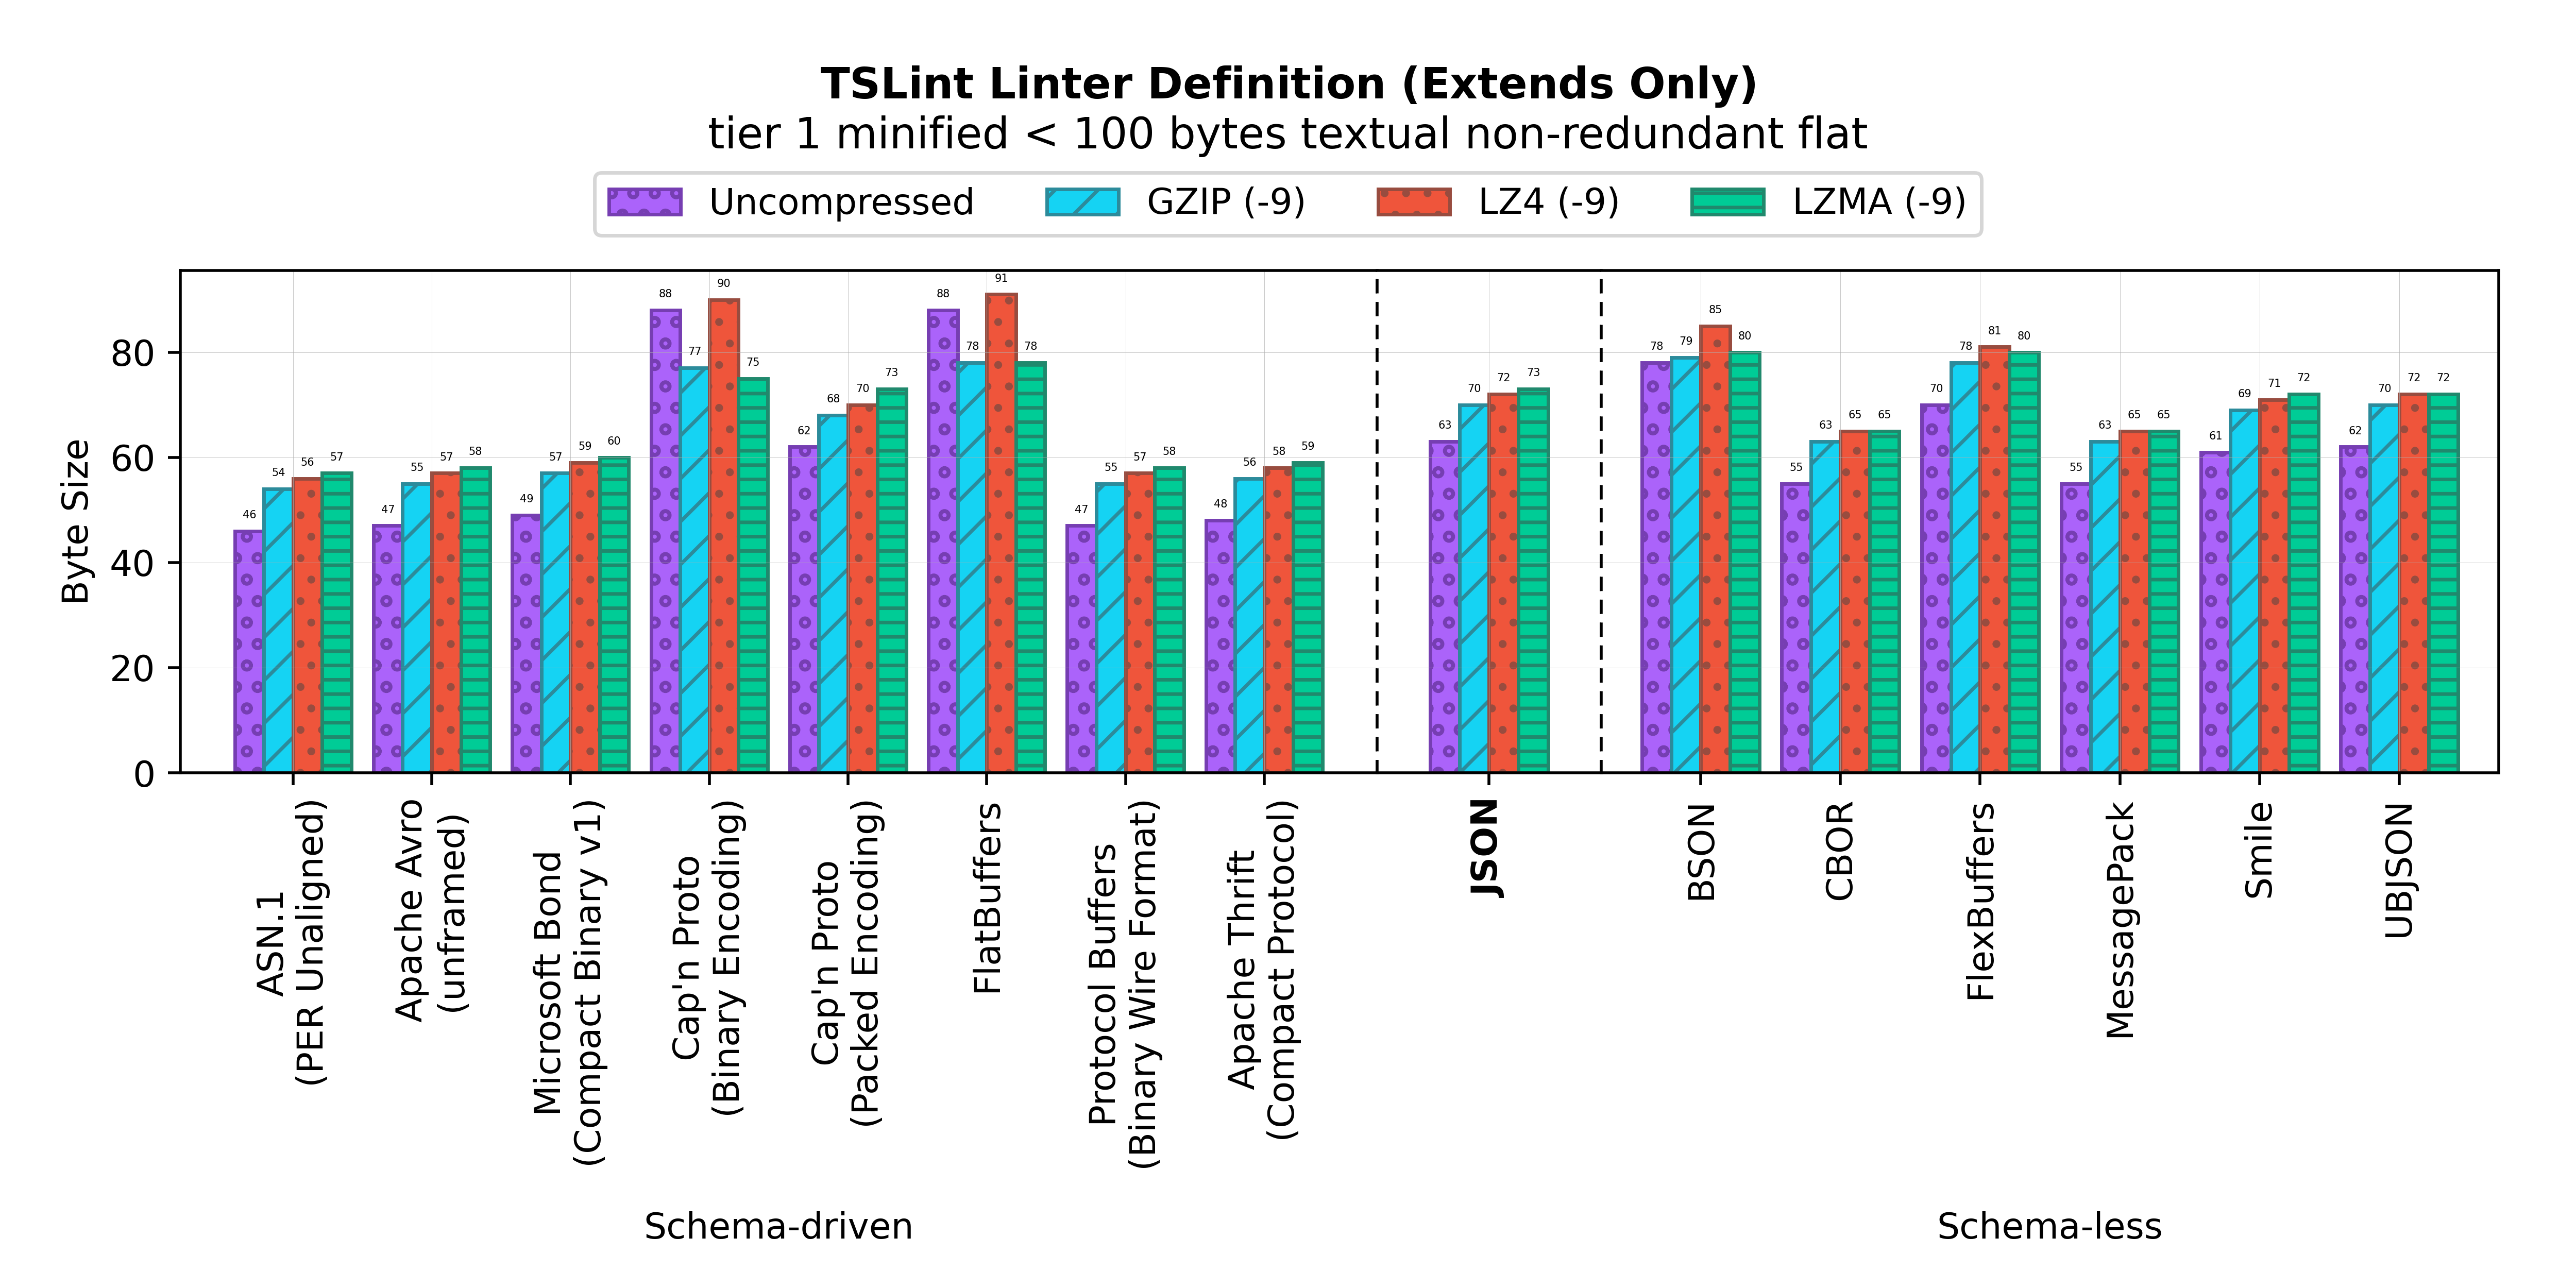 TSLint Linter Definition (Extends Only)
tier 1 minified < 100 bytes textual non-redundant flat
Uncompressed GZIP (-9) LZ4 (-9) LZMA (-9)
Byte Size
80
60
40
20
0
46 54 56 57
47 55 57 58
49 57 59 60
88 77 90 75
62 68 70 73
88 78 91 78
47 55 57 58
48 56 58 59
63 70 72 73
78 79 85 80
55 63 65 65
70 78 81 80
55 63 65 65
61 69 71 72
62 70 72 72
ASN.1
(PER Unaligned)
Apache Avro
(unframed)
Microsoft Bond
(Compact Binary v1)
Cap'n Proto
(Binary Encoding)
Cap'n Proto
(Packed Encoding)
FlatBuffers
Protocol Buffers
(Binary Wire Format)
Apache Thrift
(Compact Protocol)
JSON
BSON
CBOR
FlexBuffers
MessagePack
Smile
UBJSON
Schema-driven
Schema-less